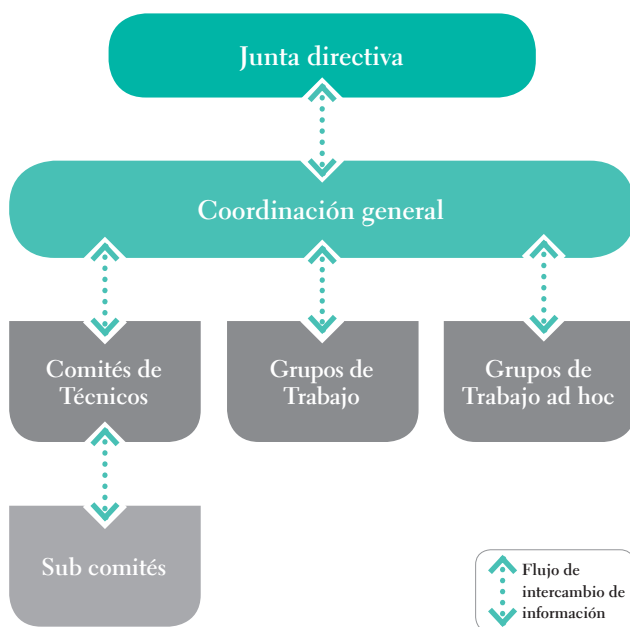 Junta directiva
Coordinación general
Comités de
Técnicos
Grupos de
Trabajo
Grupos de
Trabajo ad hoc
Sub comités
Flujo de
intercambio de
información